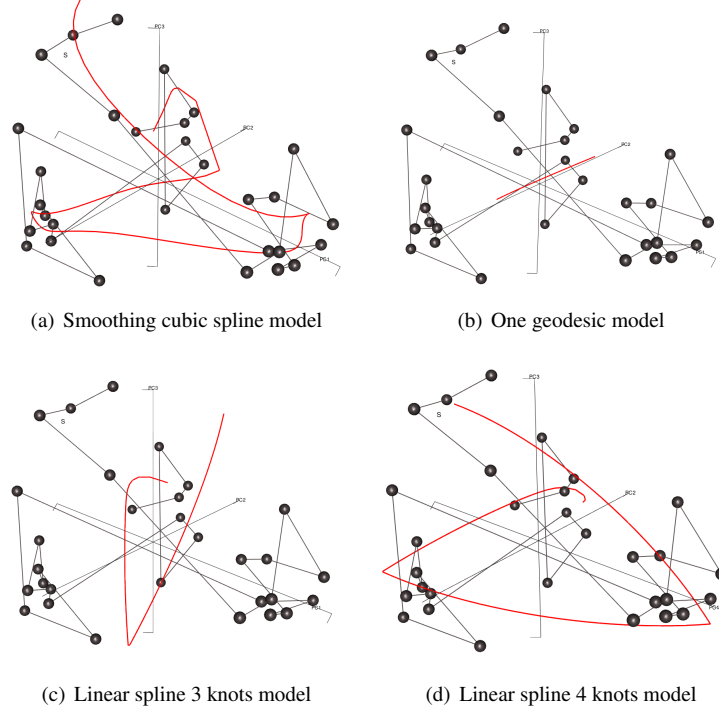 PC3
S
PC2
PC1
(a) Smoothing cubic spline model
PC3
S
PC2
PC1
(b) One geodesic model
PC3
S
PC2
PC1
(c) Linear spline 3 knots model
PC3
S
PC2
(d) Linear spline 4 knots model